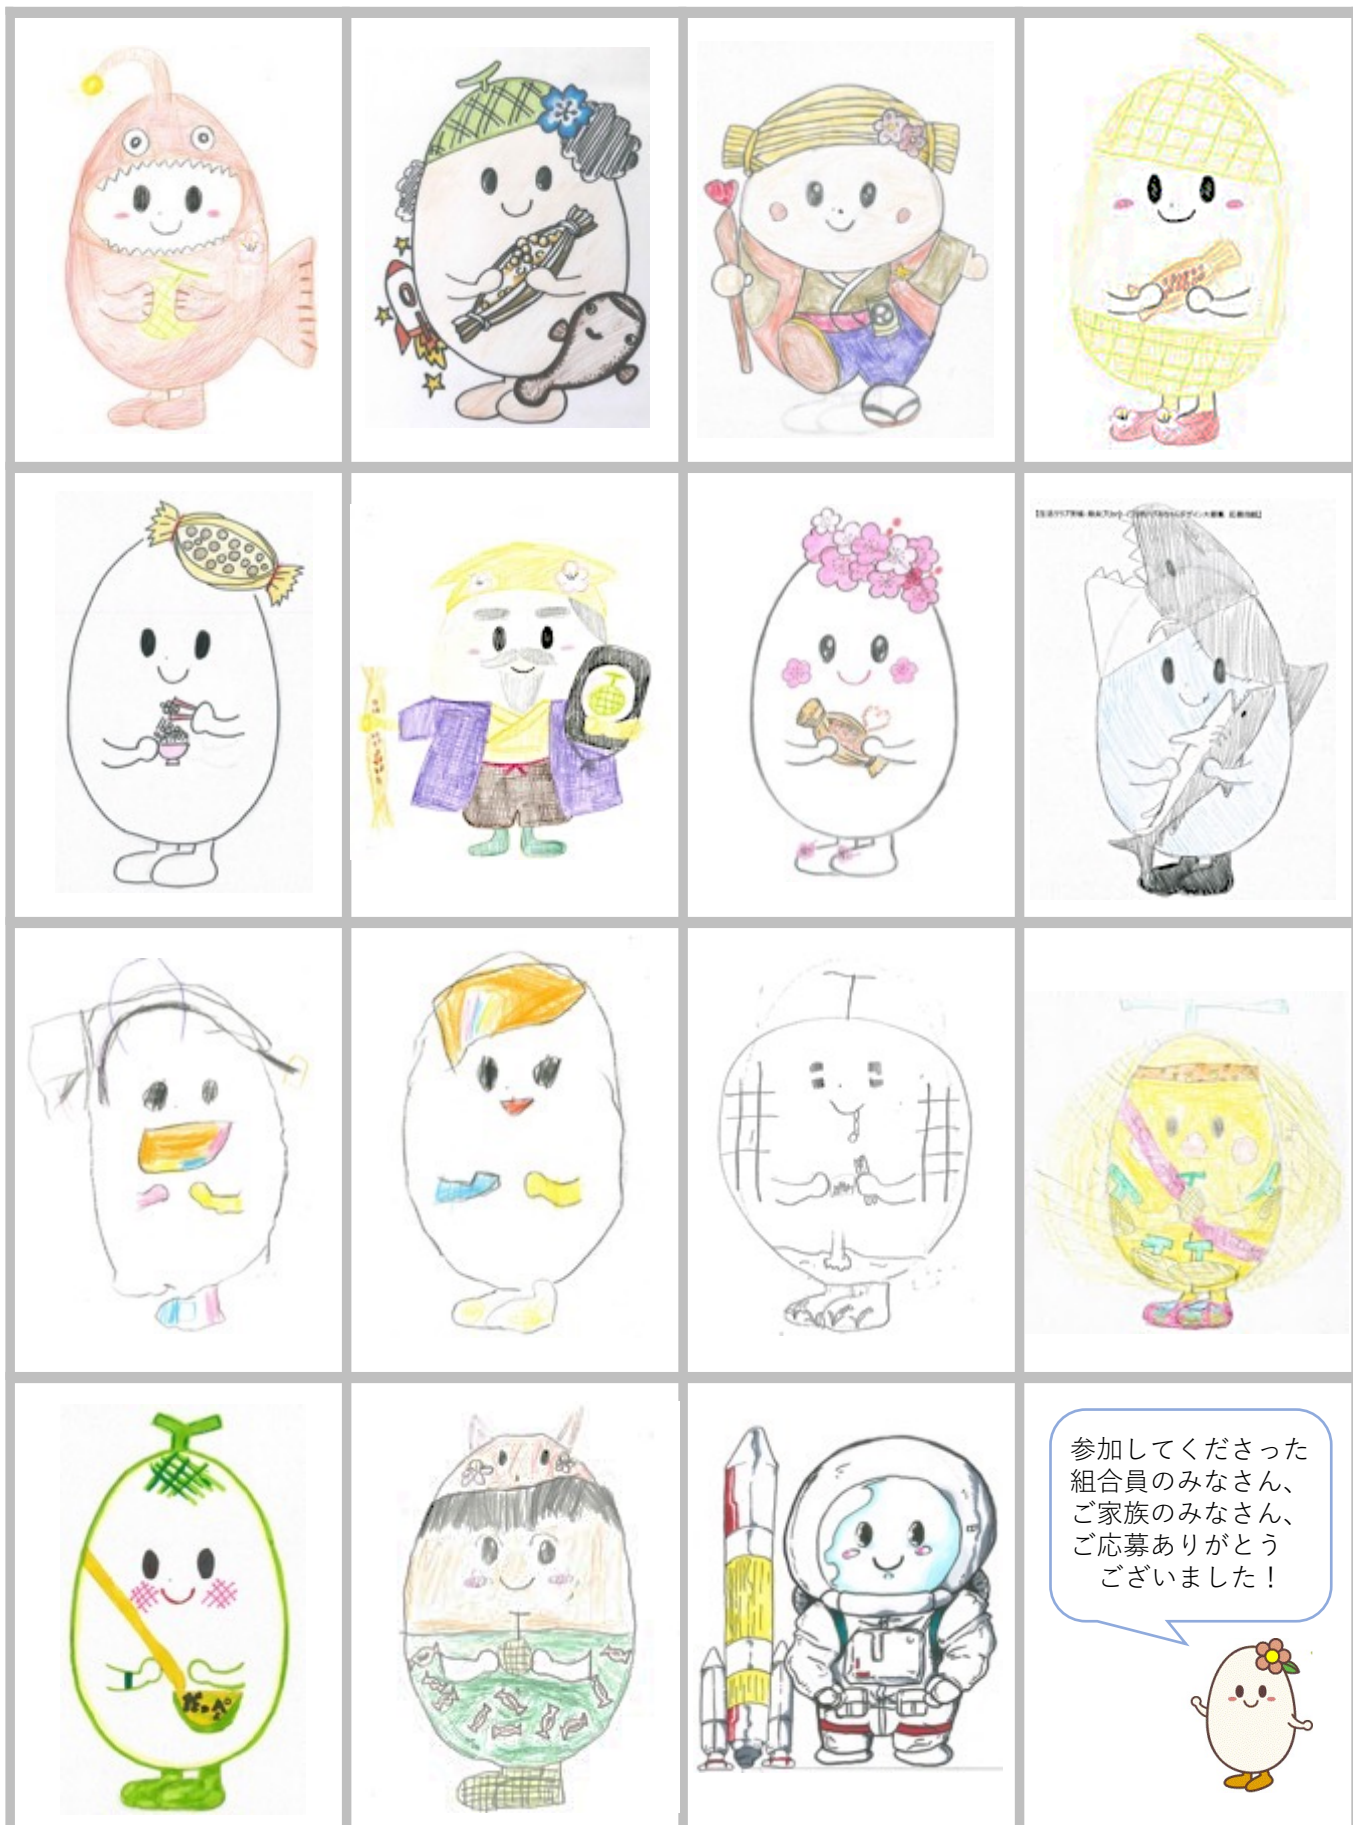 参加してくださった
組合員のみなさん、
ご家族のみなさん、
ご応募ありがとう
ございました！